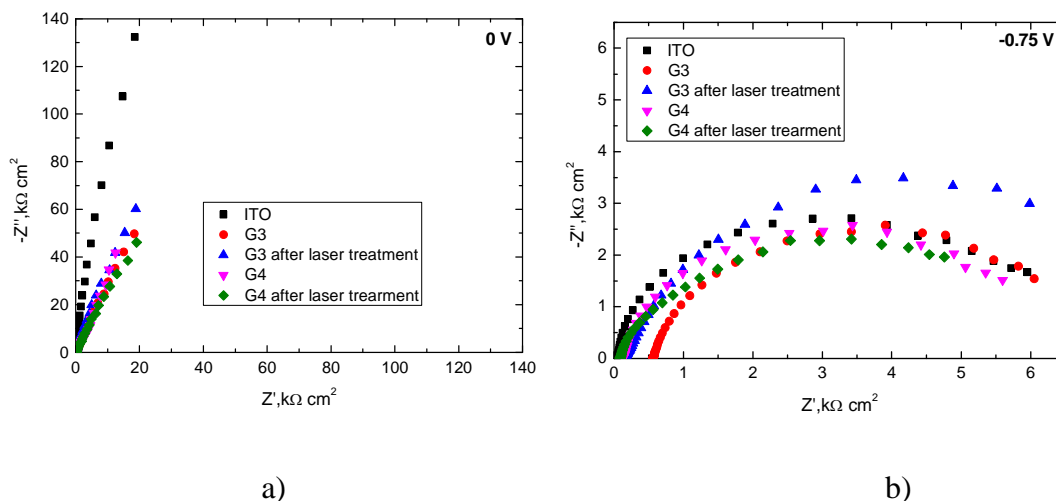 140
120
100
80
60
40
20
0
-Z",kΩ cm²
0 V
ITO
G3
G3 after laser treatment
G4
G4 after laser trearment
0 20 40 60 80 100 120 140
Z',kΩ cm²
a)
6
5
4
3
2
1
0
-Z",kΩ cm²
-0.75 V
ITO
G3
G3 after laser treatment
G4
G4 after laser trearment
0 1 2 3 4 5 6
Z',kΩ cm²
b)